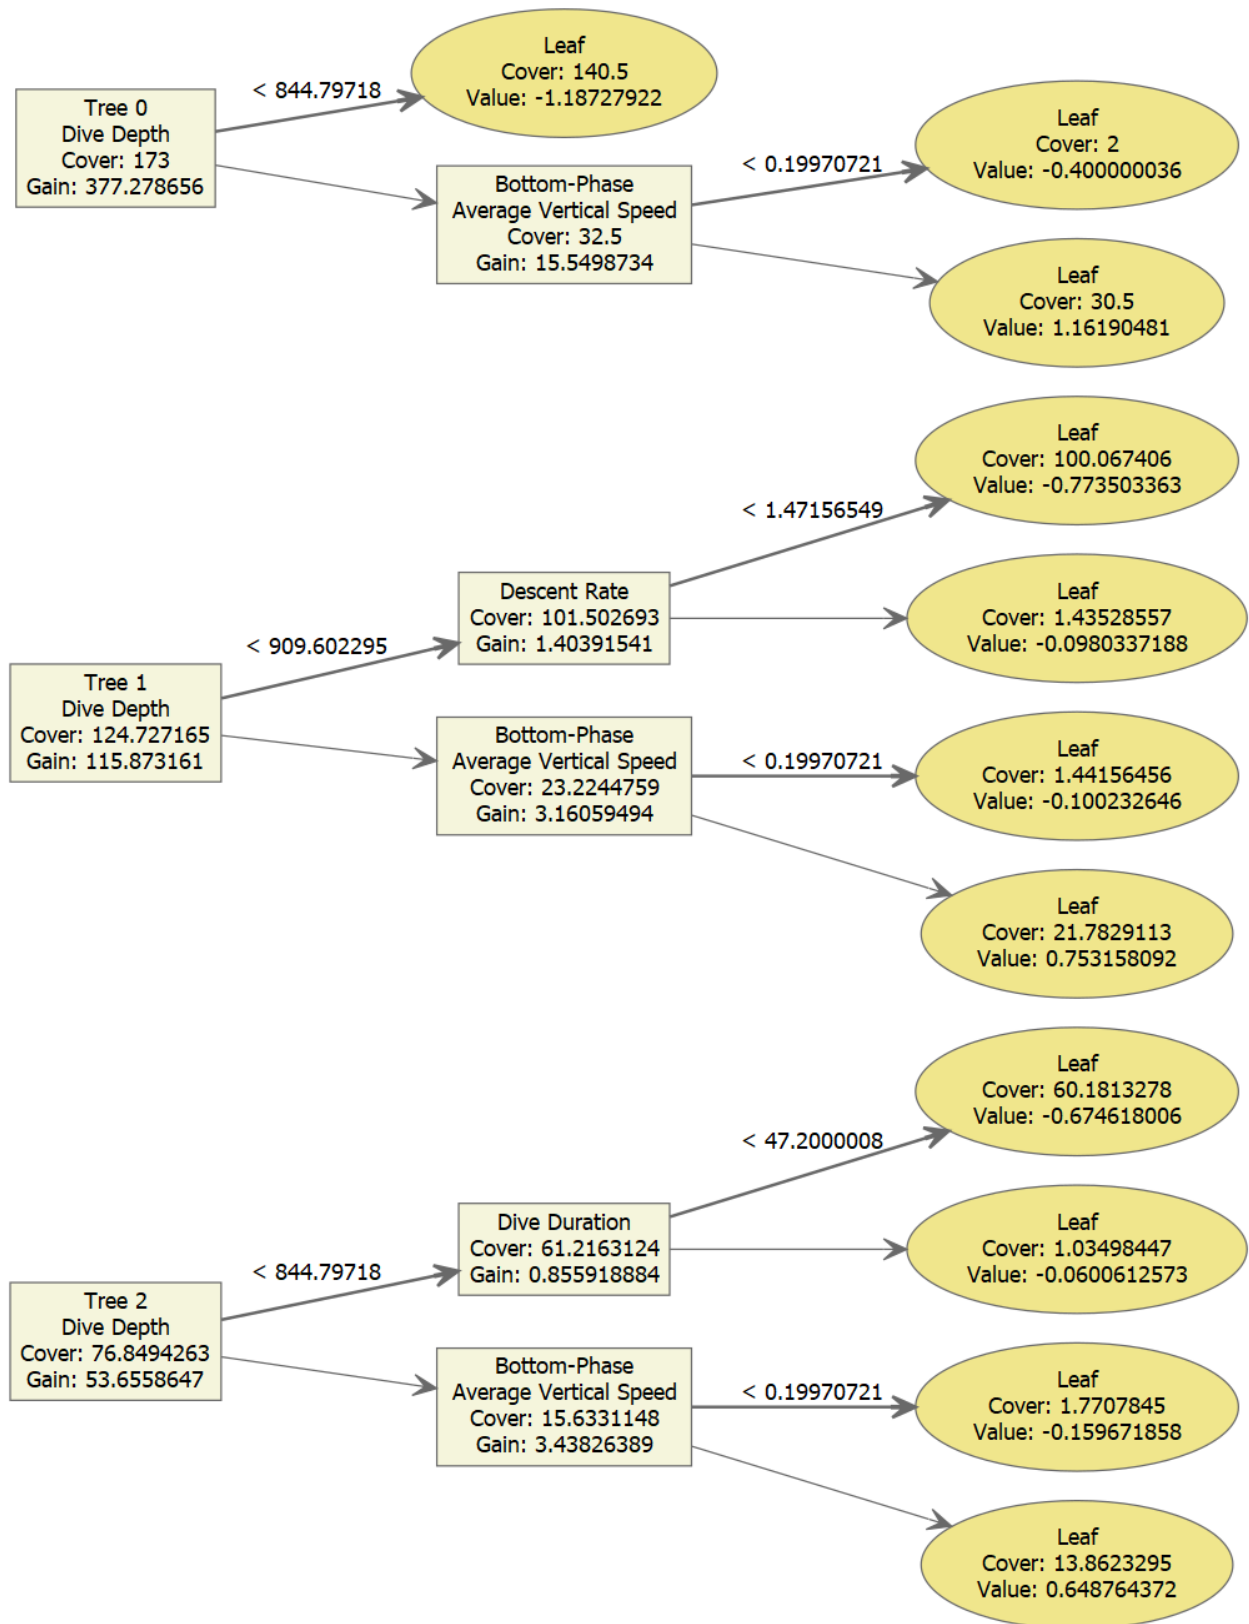 Tree 0
Dive Depth
Cover: 173
Gain: 377.278656
< 844.79718
Leaf
Cover: 140.5
Value: -1.18727922
Bottom-Phase
Average Vertical Speed
Cover: 32.5
Gain: 15.5498734
< 0.19970721
Leaf
Cover: 2
Value: -0.400000036
Leaf
Cover: 30.5
Value: 1.16190481
Tree 1
Dive Depth
Cover: 124.727165
Gain: 115.873161
< 909.602295
Descent Rate
Cover: 101.502693
Gain: 1.40391541
< 1.47156549
Leaf
Cover: 100.067406
Value: -0.773503363
Leaf
Cover: 1.43528557
Value: -0.0980337188
Bottom-Phase
Average Vertical Speed
Cover: 23.2244759
Gain: 3.16059494
< 0.19970721
Leaf
Cover: 1.44156456
Value: -0.100232646
Leaf
Cover: 21.7829113
Value: 0.753158092
Tree 2
Dive Depth
Cover: 76.8494263
Gain: 53.6558647
< 844.79718
Dive Duration
Cover: 61.2163124
Gain: 0.855918884
< 47.2000008
Leaf
Cover: 60.1813278
Value: -0.674618006
Leaf
Cover: 1.03498447
Value: -0.0600612573
Bottom-Phase
Average Vertical Speed
Cover: 15.6331148
Gain: 3.43826389
< 0.19970721
Leaf
Cover: 1.7707845
Value: -0.159671858
Leaf
Cover: 13.8623295
Value: 0.648764372